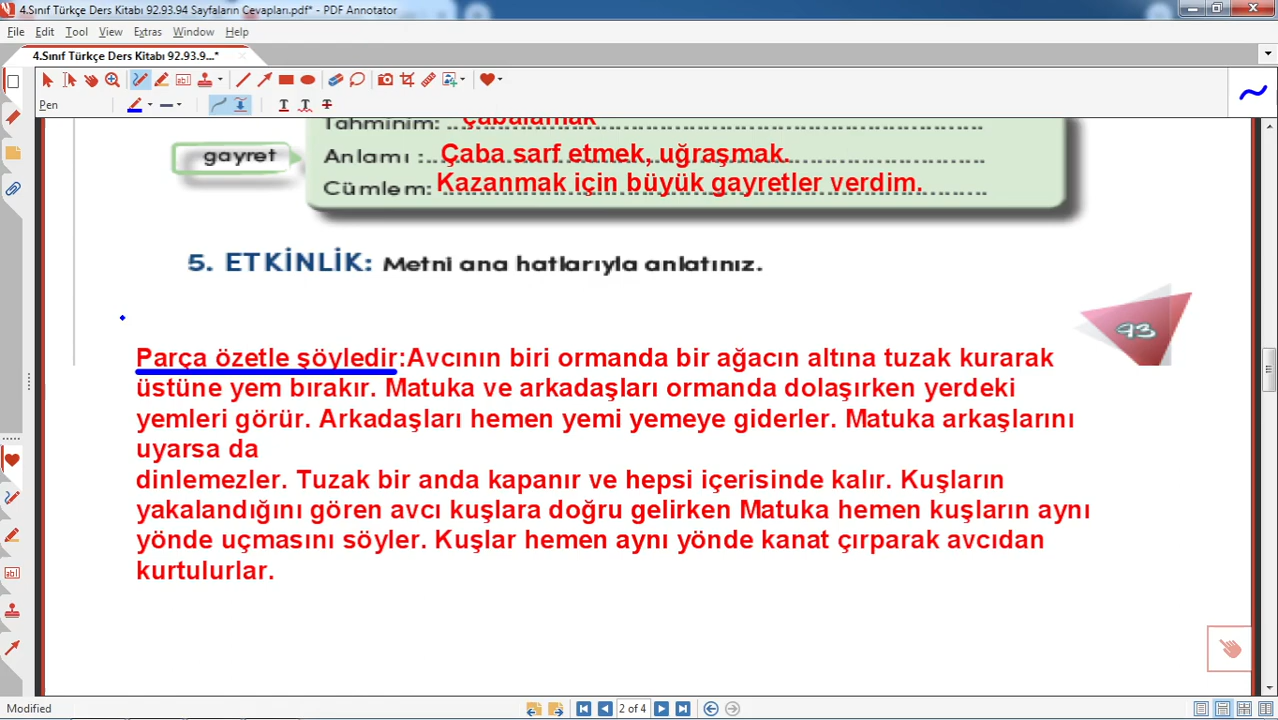 4.Sınıf Türkçe Ders Kitabı 92.93.94 Sayfaların Cevapları.pdf* - PDF Annotator
File Edit Tool View Extras Window Help
4.Sınıf Türkçe Ders Kitabı 92.93.9...*
Pen
Tahminim: çabalamak
gayret
Anlamı : Çaba sarf etmek, uğraşmak.
Cümlem: Kazanmak için büyük gayretler verdim.
5. ETKİNLİK: Metni ana hatlarıyla anlatınız.
93
Parça özetle şöyledir:Avcının biri ormanda bir ağacın altına tuzak kurarak
üstüne yem bırakır. Matuka ve arkadaşları ormanda dolaşırken yerdeki
yemleri görür. Arkadaşları hemen yemi yemeye giderler. Matuka arkaşlarını
uyarsa da
dinlemezler. Tuzak bir anda kapanır ve hepsi içerisinde kalır. Kuşların
yakalandığını gören avcı kuşlara doğru gelirken Matuka hemen kuşların aynı
yönde uçmasını söyler. Kuşlar hemen aynı yönde kanat çırparak avcıdan
kurtulurlar.
Modified
2 of 4